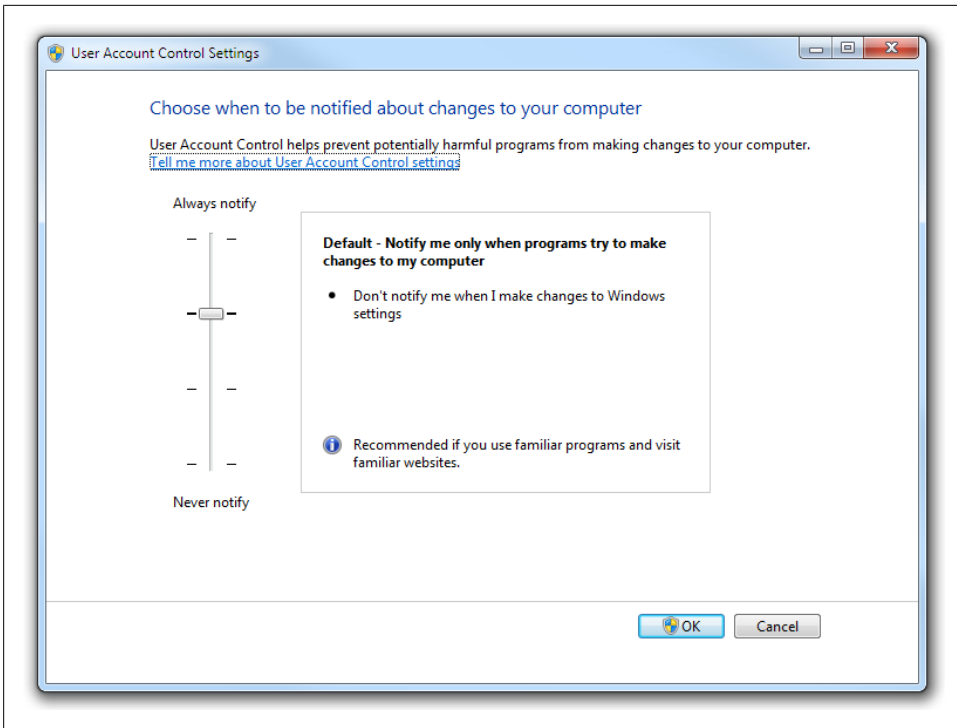 User Account Control Settings
Choose when to be notified about changes to your computer
User Account Control helps prevent potentially harmful programs from making changes to your computer.
Tell me more about User Account Control settings
Always notify
Default - Notify me only when programs try to make
changes to my computer
• Don't notify me when I make changes to Windows
settings
Recommended if you use familiar programs and visit
familiar websites.
Never notify
OK
Cancel